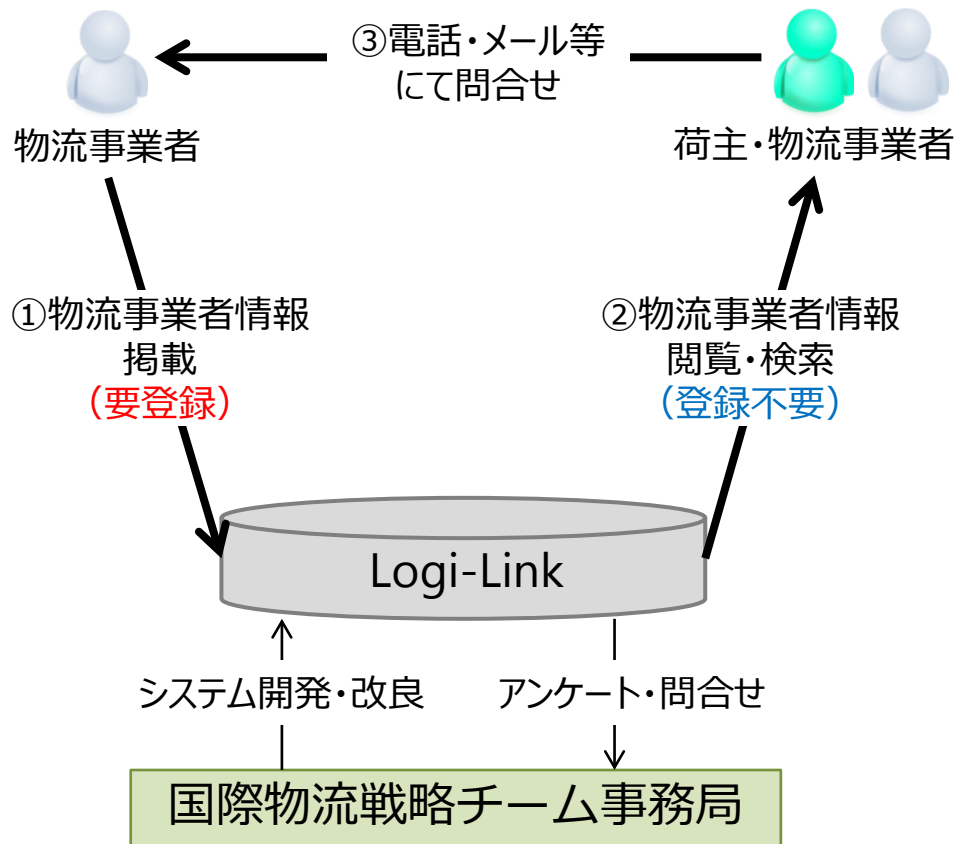 ③電話・メール等
にて問合せ
物流事業者
荷主・物流事業者
①物流事業者情報
掲載
（要登録）
②物流事業者情報
閲覧・検索
（登録不要）
Logi-Link
システム開発・改良
アンケート・問合せ
国際物流戦略チーム事務局